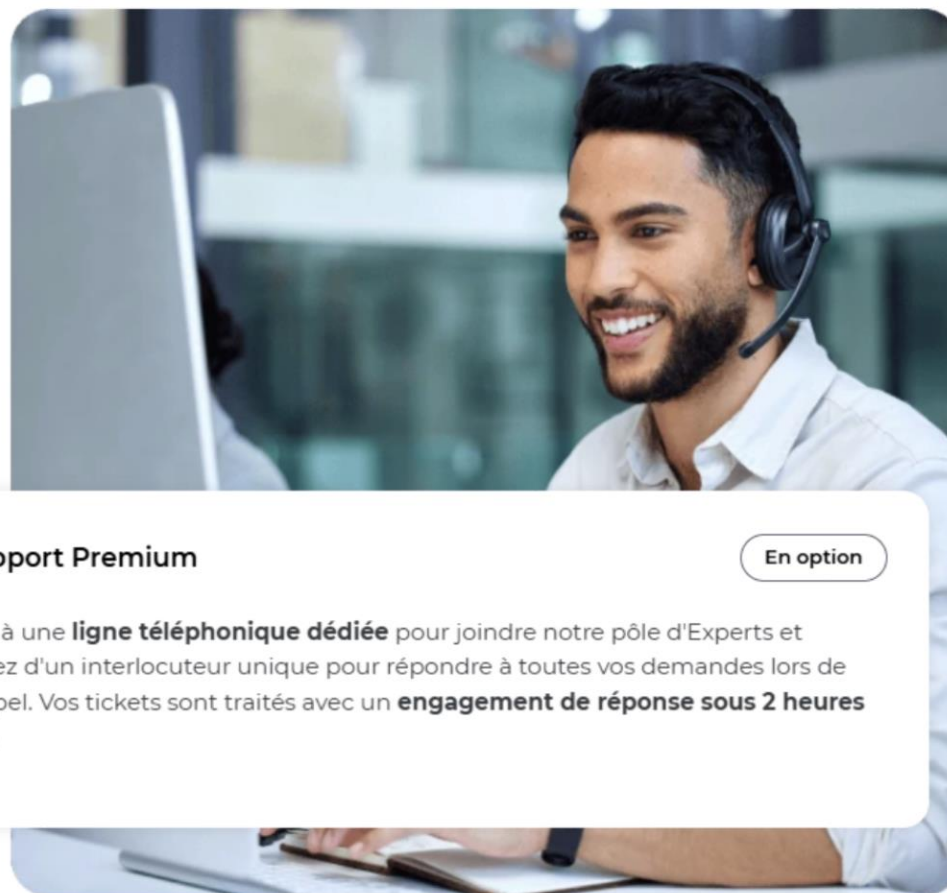 pport Premium
En option
à une ligne téléphonique dédiée pour joindre notre pôle d'Experts et
ez d'un interlocuteur unique pour répondre à toutes vos demandes lors de
pel. Vos tickets sont traités avec un engagement de réponse sous 2 heures